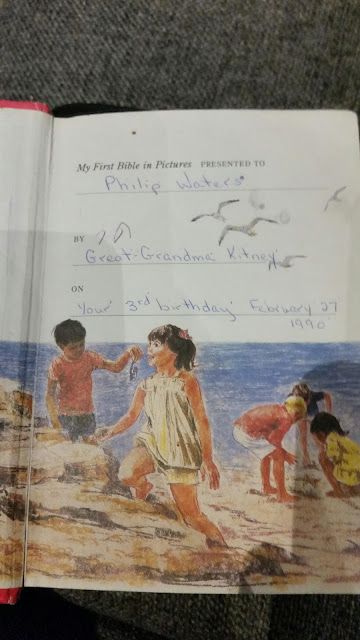 My First Bible in Pictures PRESENTED TO
Philip Waters
BY
Great-Grandma Kitney
ON
Your 3rd birthday February 27
1990